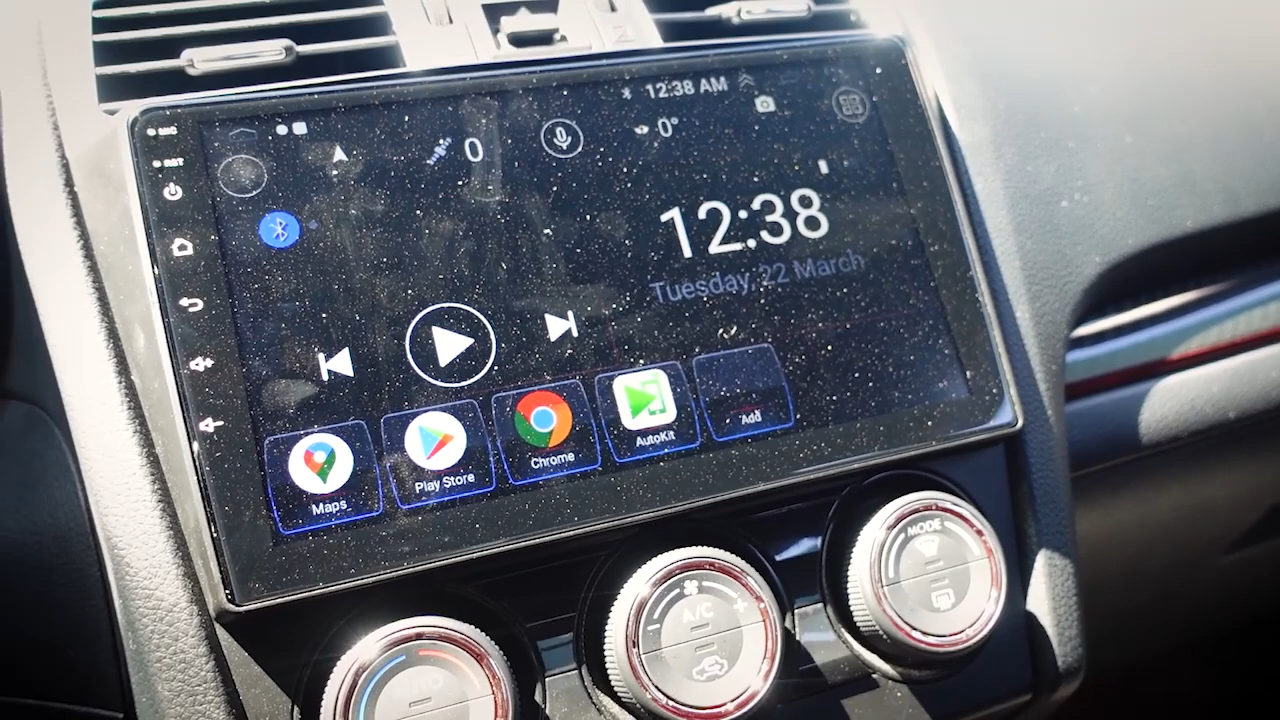 12:38 AM
MIC
RST
0
0°
12:38
Tuesday, 22 March
Maps
Play Store
Chrome
AutoKit
Add
MODE
A/C